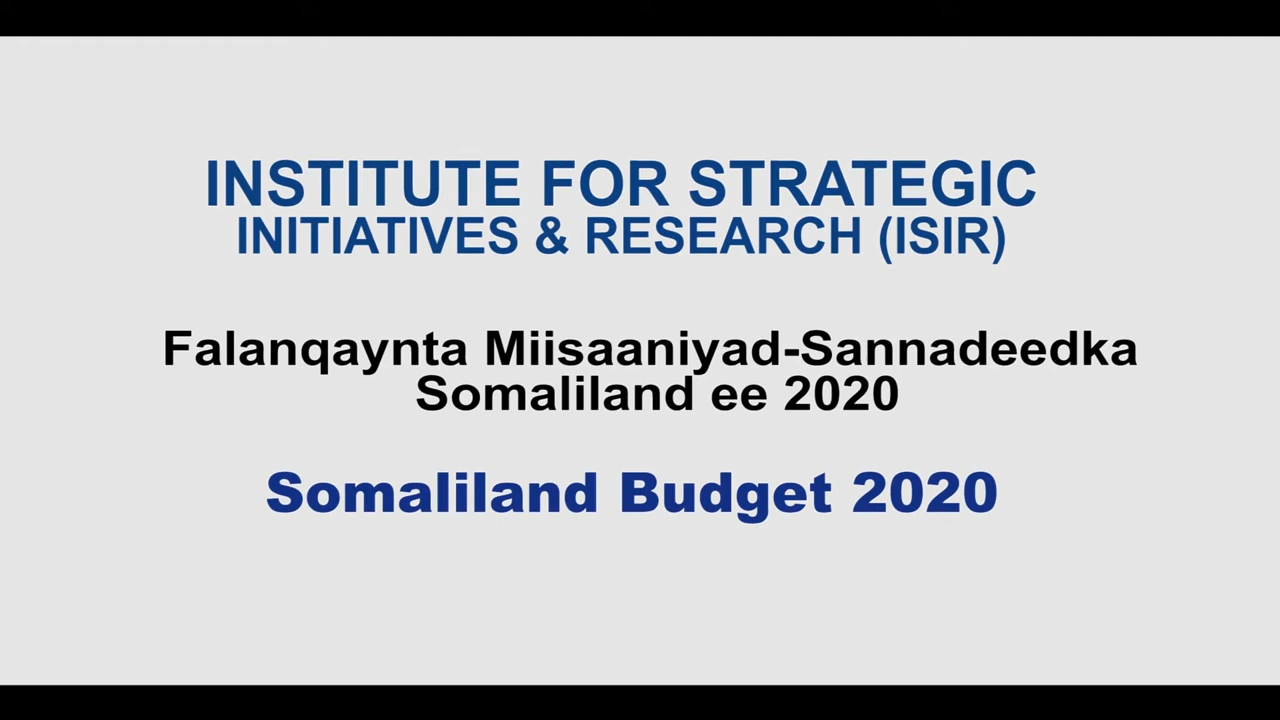 INSTITUTE FOR STRATEGIC
INITIATIVES & RESEARCH (ISIR)
Falanqaynta Miisaaniyad-Sannadeedka
Somaliland ee 2020
Somaliland Budget 2020